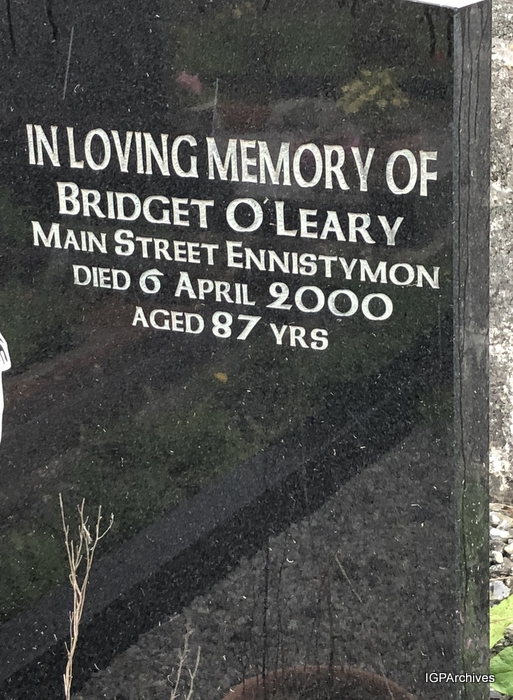 IN LOVING MEMORY OF
BRIDGET O'LEARY
MAIN STREET ENNISTYMON
DIED 6 APRIL 2000
AGED 87 YRS
IGPArchives